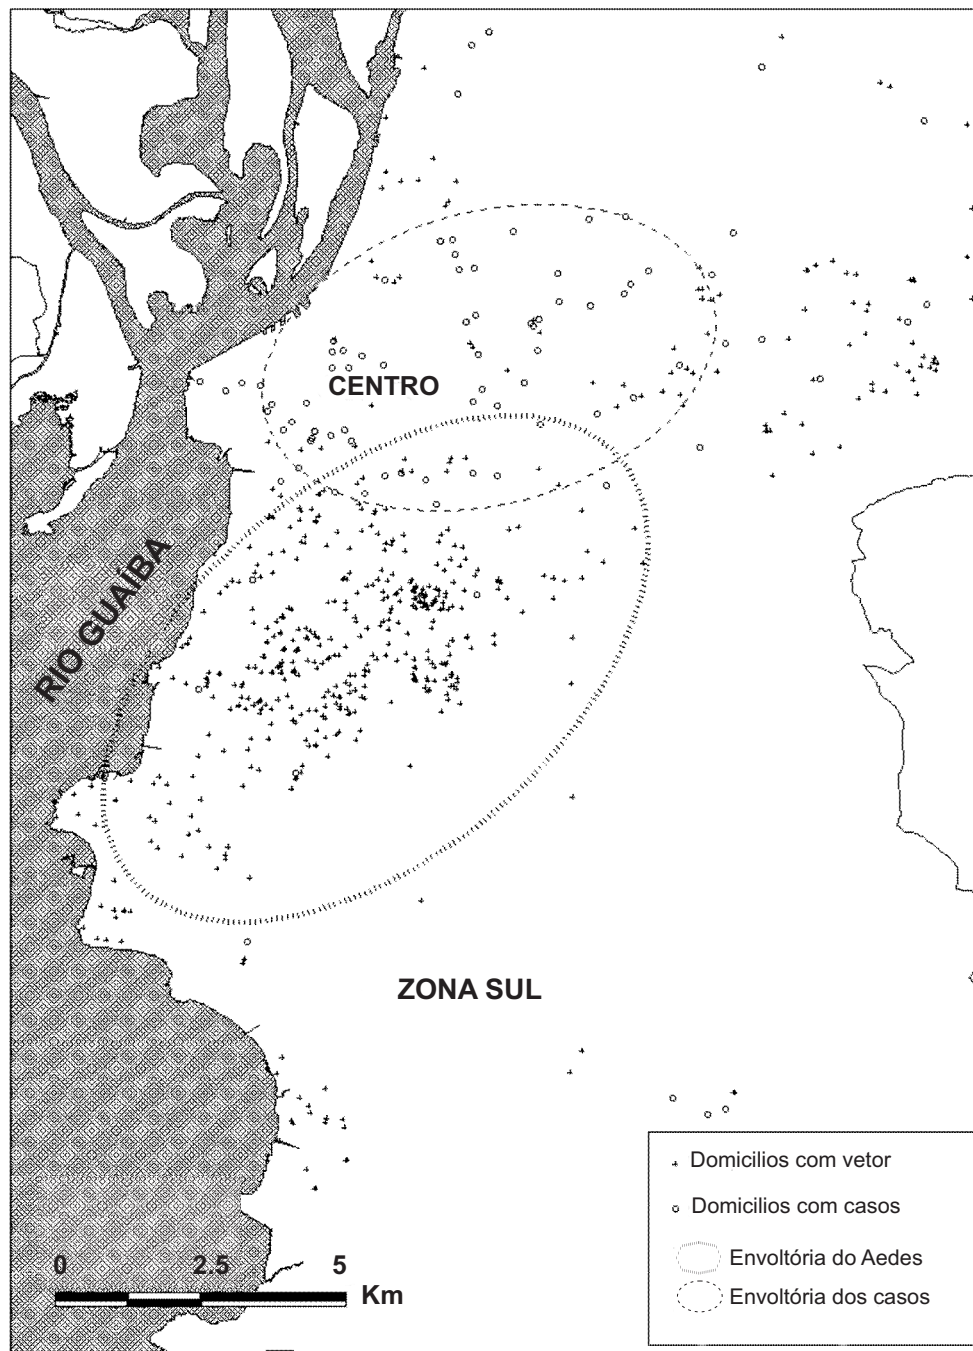 CENTRO
RIO GUAÍBA
ZONA SUL
Domicilios com vetor
Domicilios com casos
Envoltória do Aedes
Envoltória dos casos
0 2.5 5
Km